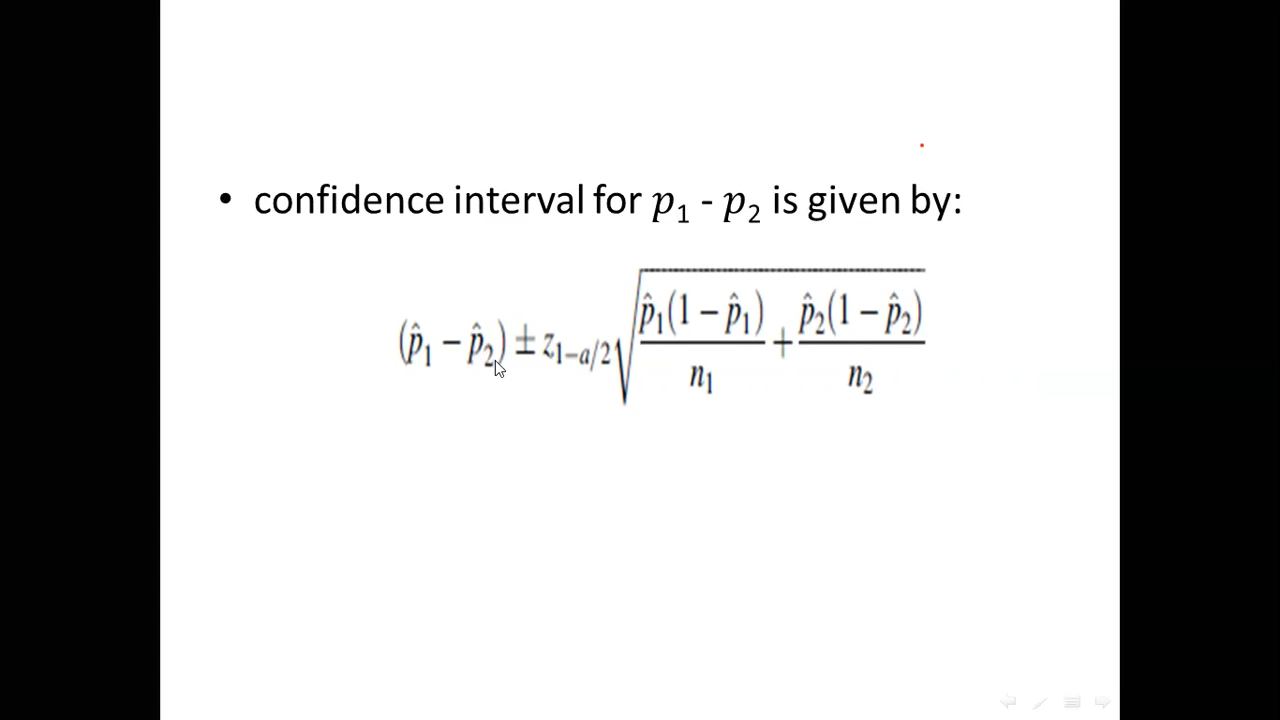 • confidence interval for 𝑝₁ - 𝑝₂ is given by:
(p̂₁ − p̂₂) ± z₁₋ₐ/₂ √( p̂₁(1 − p̂₁)/n₁ + p̂₂(1 − p̂₂)/n₂ )